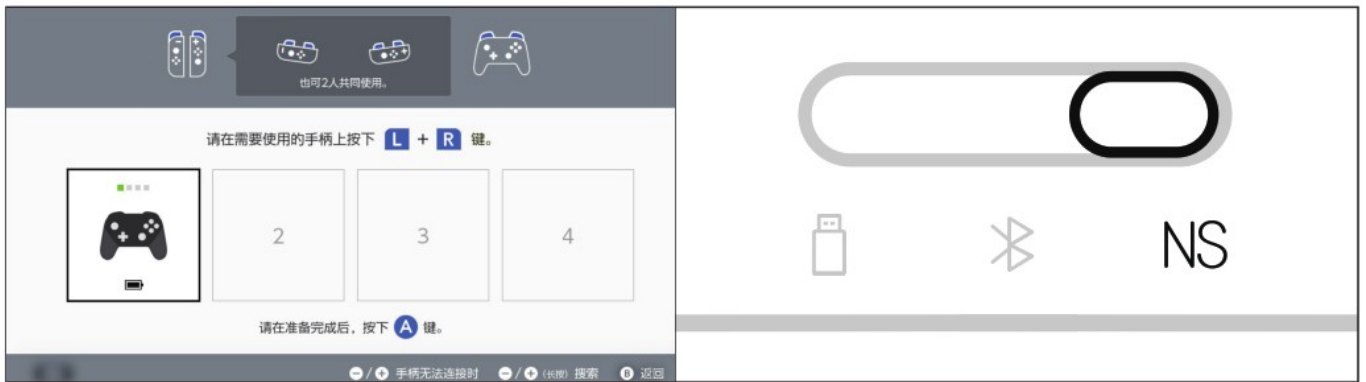 也可2人共同使用。
请在需要使用的手柄上按下 L + R 键。
2
3
4
请在准备完成后，按下 A 键。
-/+ 手柄无法连接时 -/+ (长按) 搜索 B 返回
NS